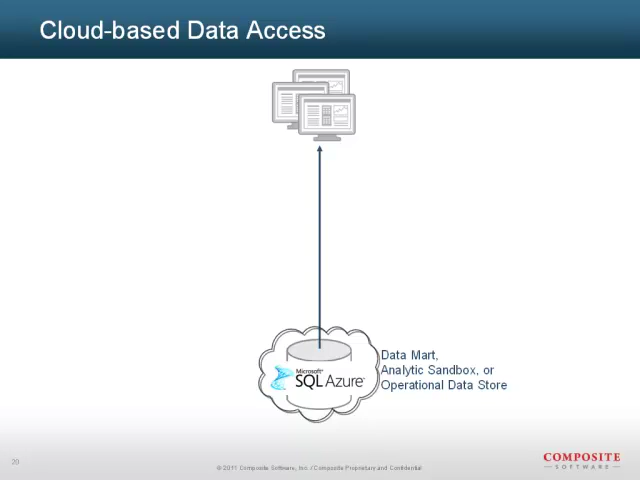 Cloud-based Data Access
Data Mart,
Analytic Sandbox, or
Operational Data Store
Microsoft®
SQL Azure™
20
© 2011 Composite Software, Inc. / Composite Proprietary and Confidential
COMPOSITE
SOFTWARE